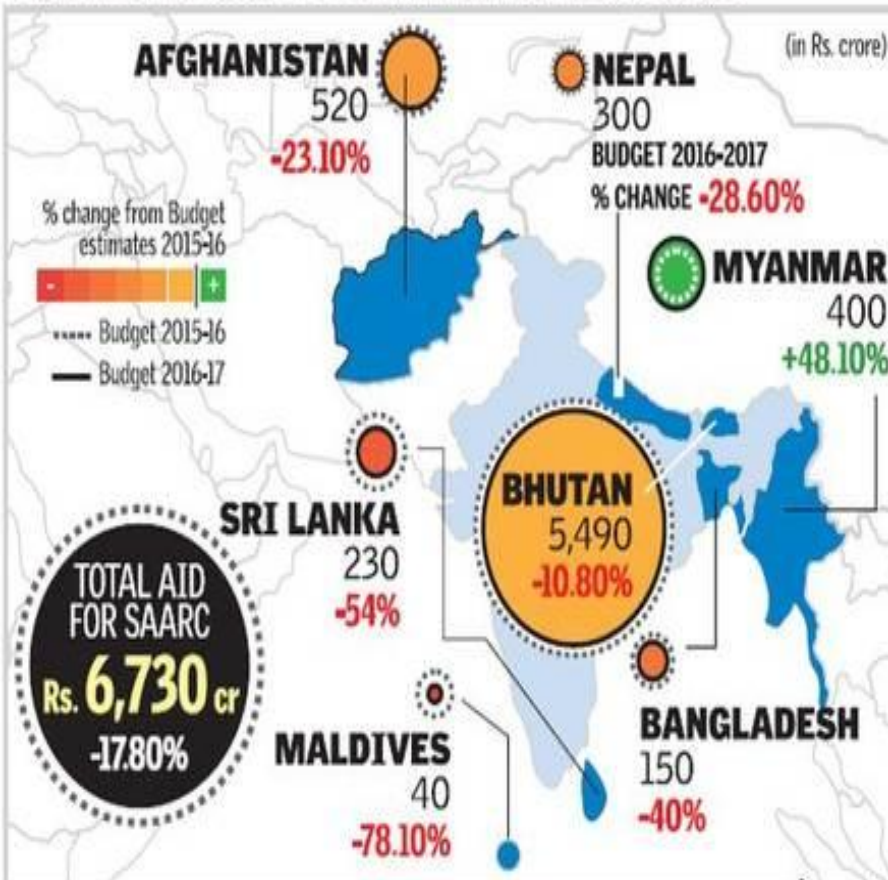 (in Rs. crore)
AFGHANISTAN
520
-23.10%
NEPAL
300
BUDGET 2016-2017
% CHANGE -28.60%
% change from Budget
estimates 2015-16
- +
Budget 2015-16
Budget 2016-17
MYANMAR
400
+48.10%
SRI LANKA
230
-54%
BHUTAN
5,490
-10.80%
TOTAL AID
FOR SAARC
Rs. 6,730 cr
-17.80%
MALDIVES
40
-78.10%
BANGLADESH
150
-40%